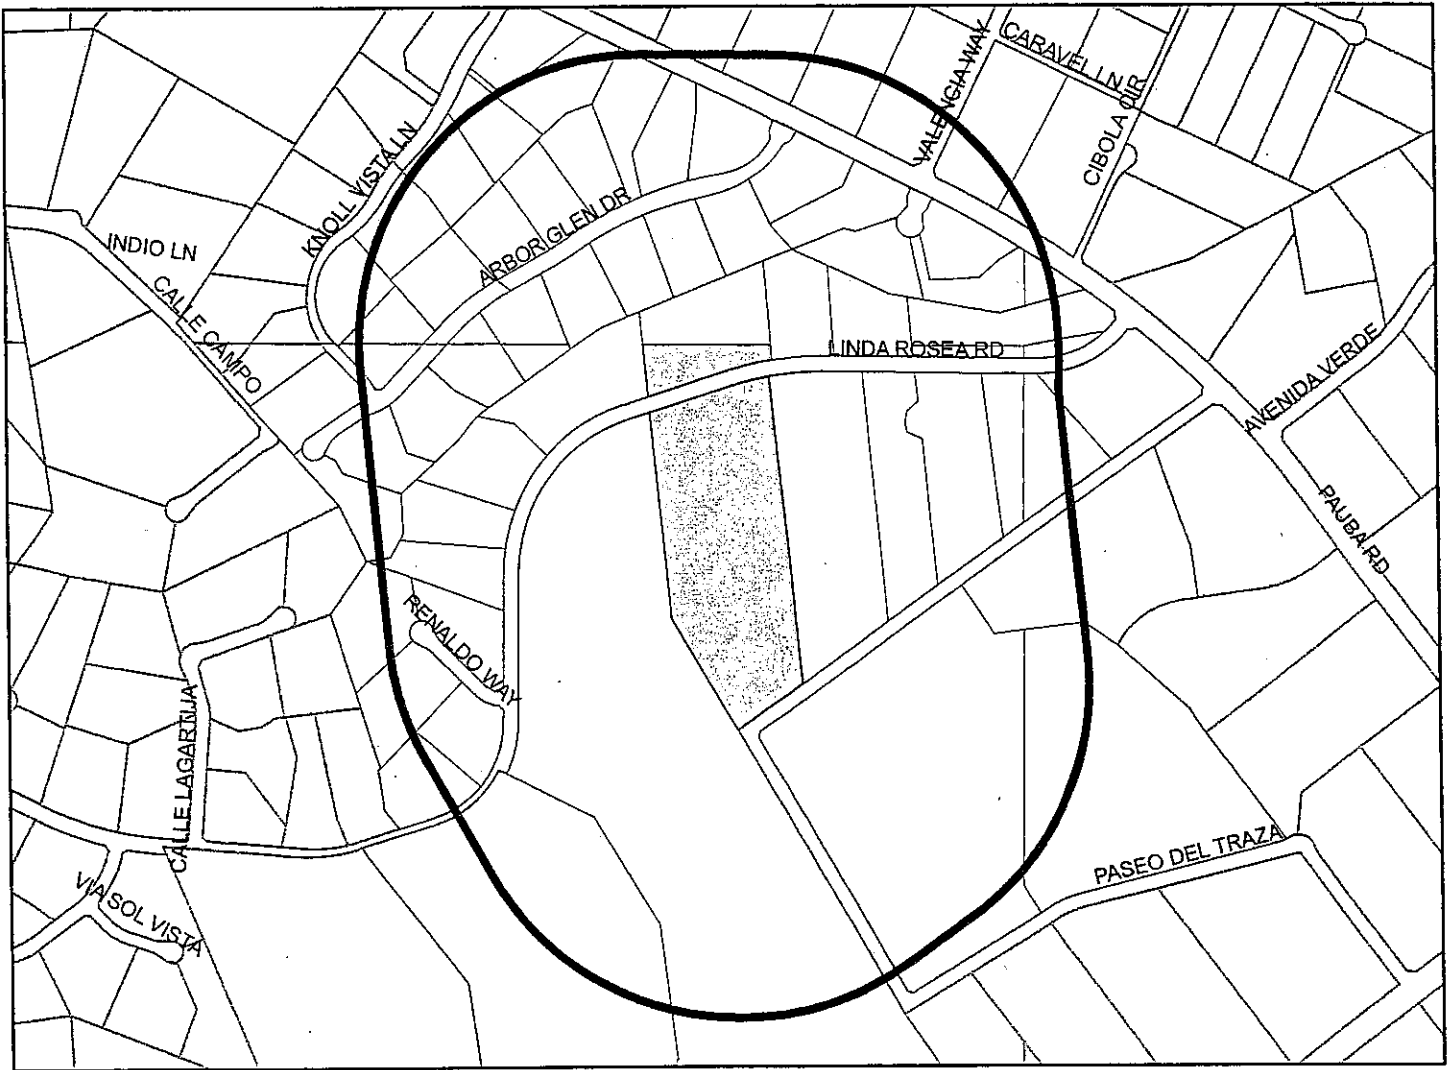 VALENCIA WAY
CARAVEL LN
CIBOLA CIR
KNOLL VISTA LN
ARBOR GLEN DR
INDIO LN
CALLE CAMPO
LINDA ROSEA RD
AVENIDA VERDE
PAUBA RD
RENALDO WAY
CALLE LAGARTIJA
PASEO DEL TRAZA
VIA SOL VISTA